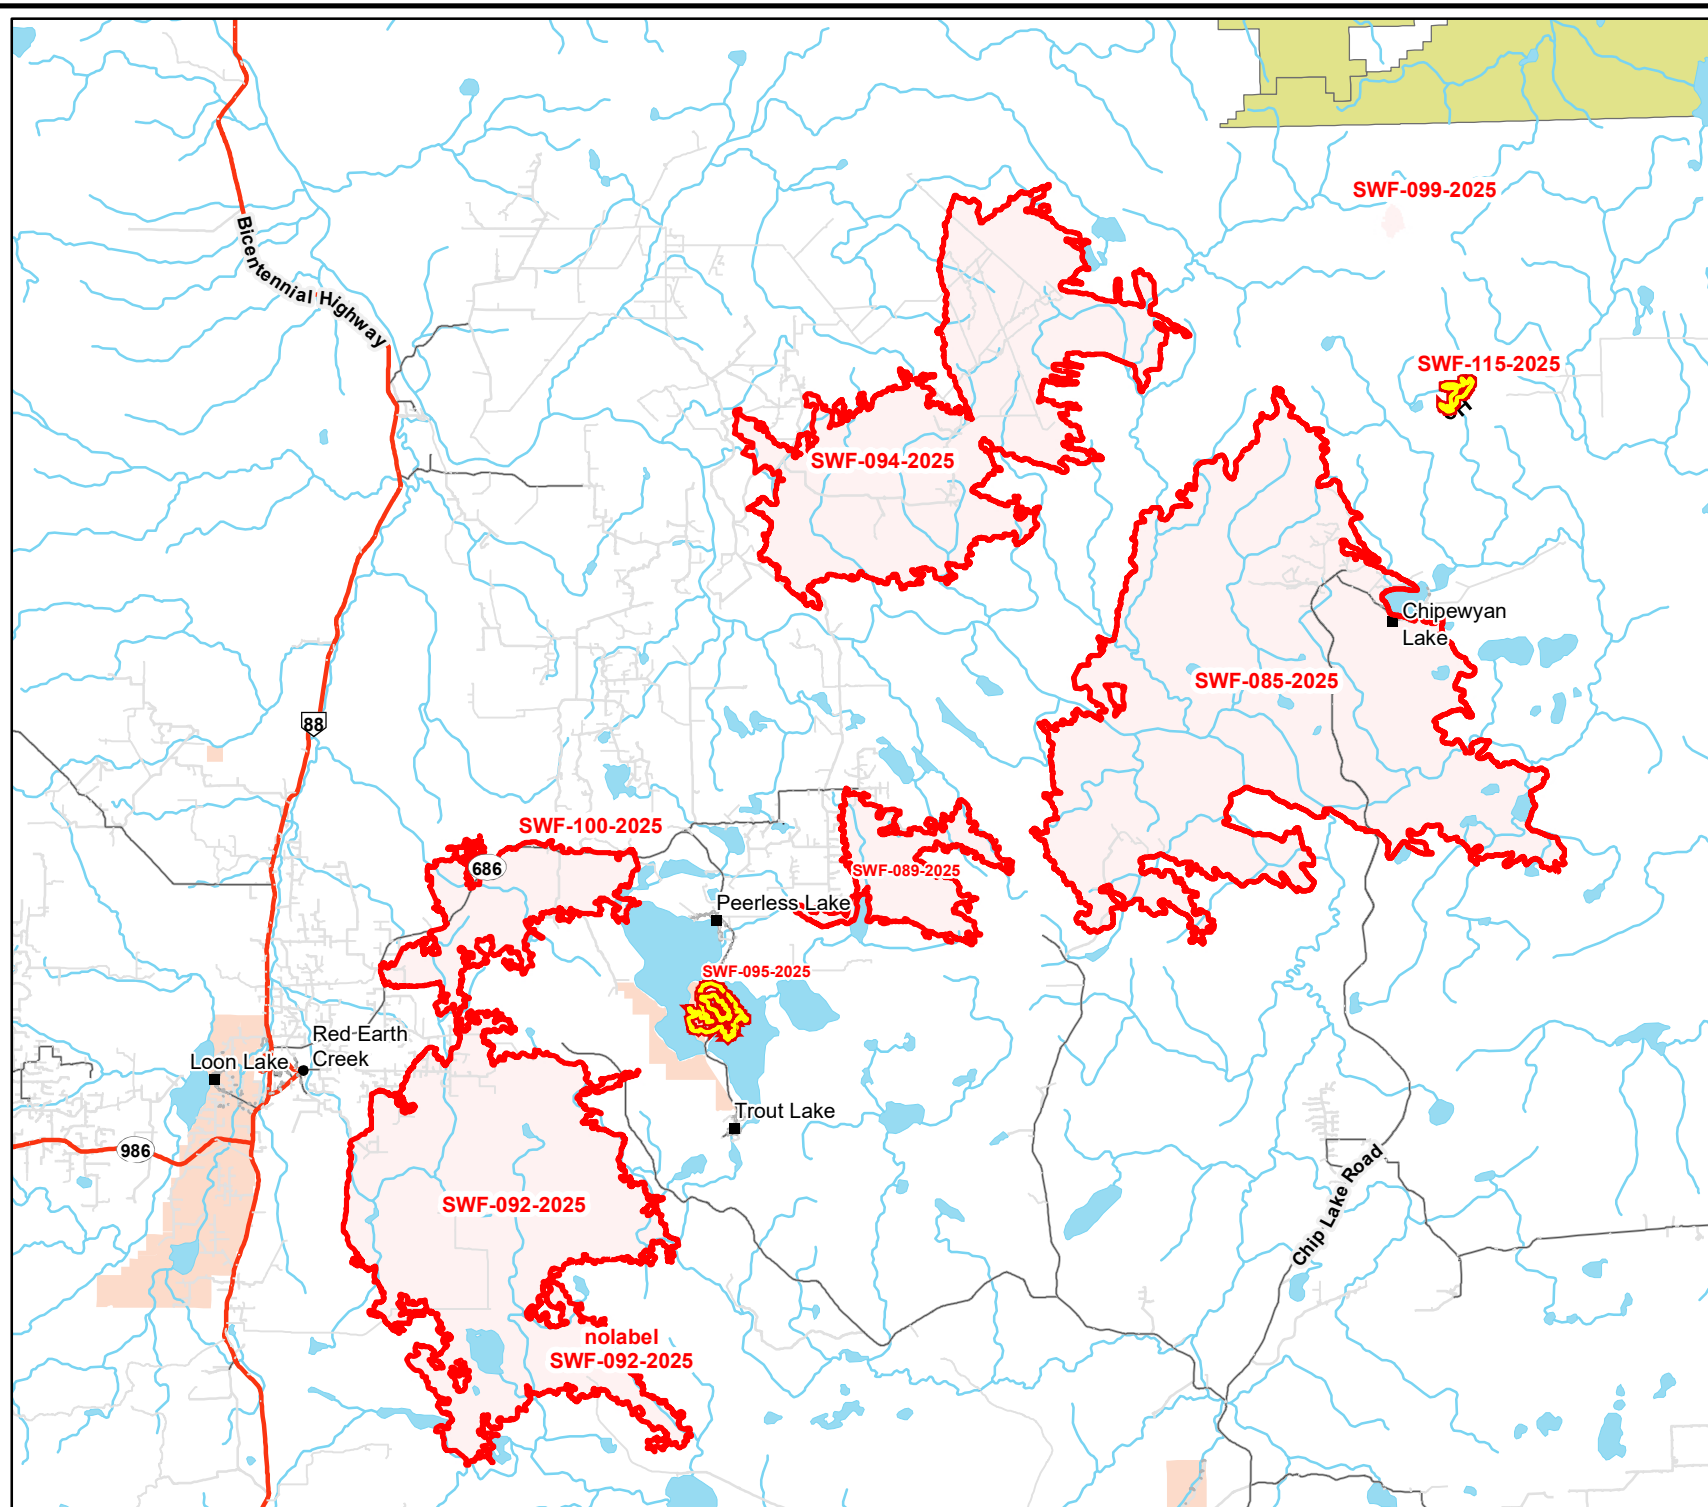 SWF-099-2025
Bicentennial Highway
SWF-115-2025
SWF-094-2025
Chipewyan
Lake
SWF-085-2025
88
SWF-100-2025
686
SWF-089-2025
Peerless Lake
SWF-095-2025
Red Earth
Creek
Loon Lake
Trout Lake
986
Chip Lake Road
SWF-092-2025
nolabel
SWF-092-2025